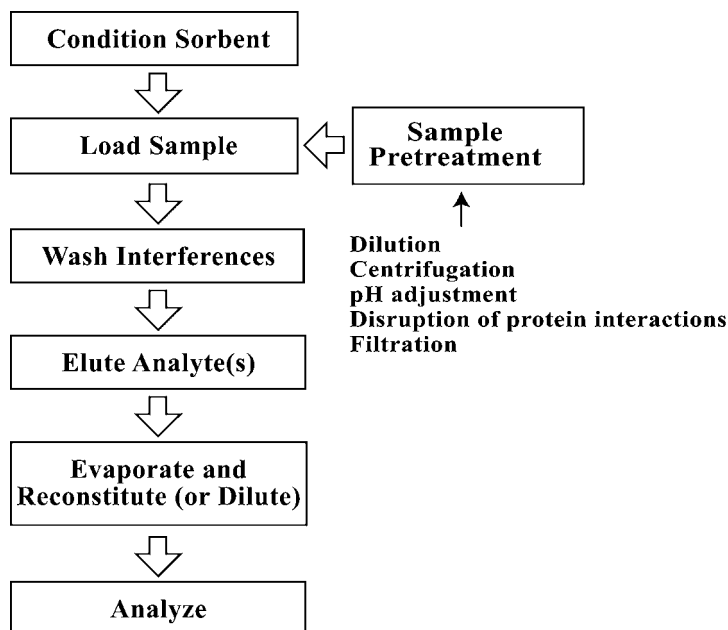 Condition Sorbent
Load Sample
Sample
Pretreatment
Dilution
Centrifugation
pH adjustment
Disruption of protein interactions
Filtration
Wash Interferences
Elute Analyte(s)
Evaporate and
Reconstitute (or Dilute)
Analyze